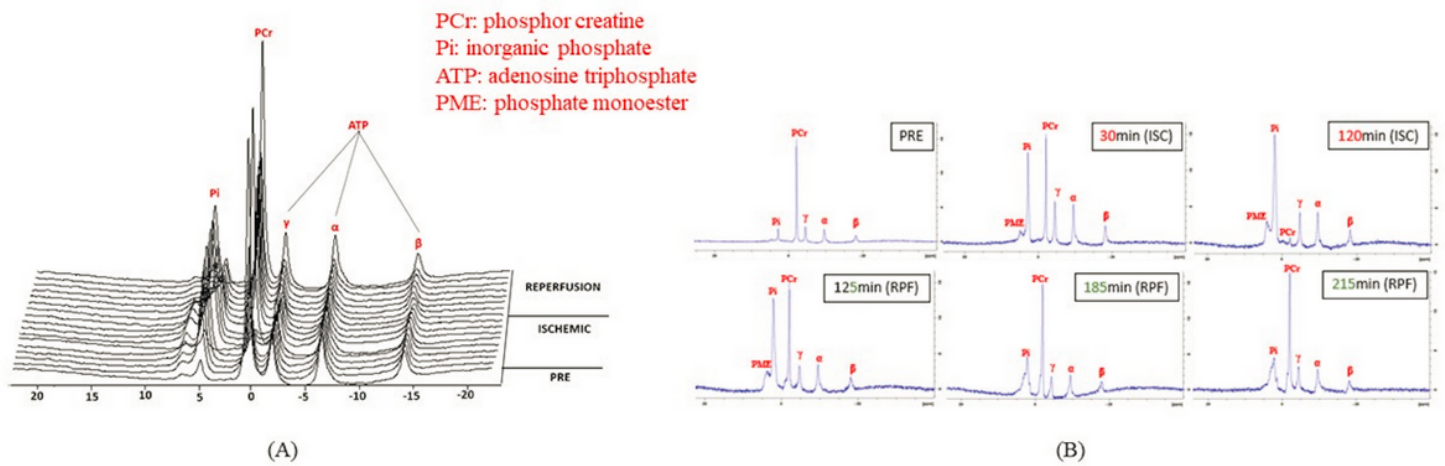 PCr: phosphor creatine
Pi: inorganic phosphate
ATP: adenosine triphosphate
PME: phosphate monoester
PCr
ATP
Pi
γ
α
β
REPERFUSION
ISCHEMIC
PRE
20 15 10 5 0 -5 -10 -15 -20
(A)
PRE
PCr
Pi
γ
α
β
30min (ISC)
PCr
Pi
PME
γ
α
β
120min (ISC)
Pi
PME
PCr
γ
α
β
125min (RPF)
PCr
Pi
PME
γ
α
β
185min (RPF)
PCr
Pi
γ
α
β
215min (RPF)
PCr
Pi
γ
α
β
(B)